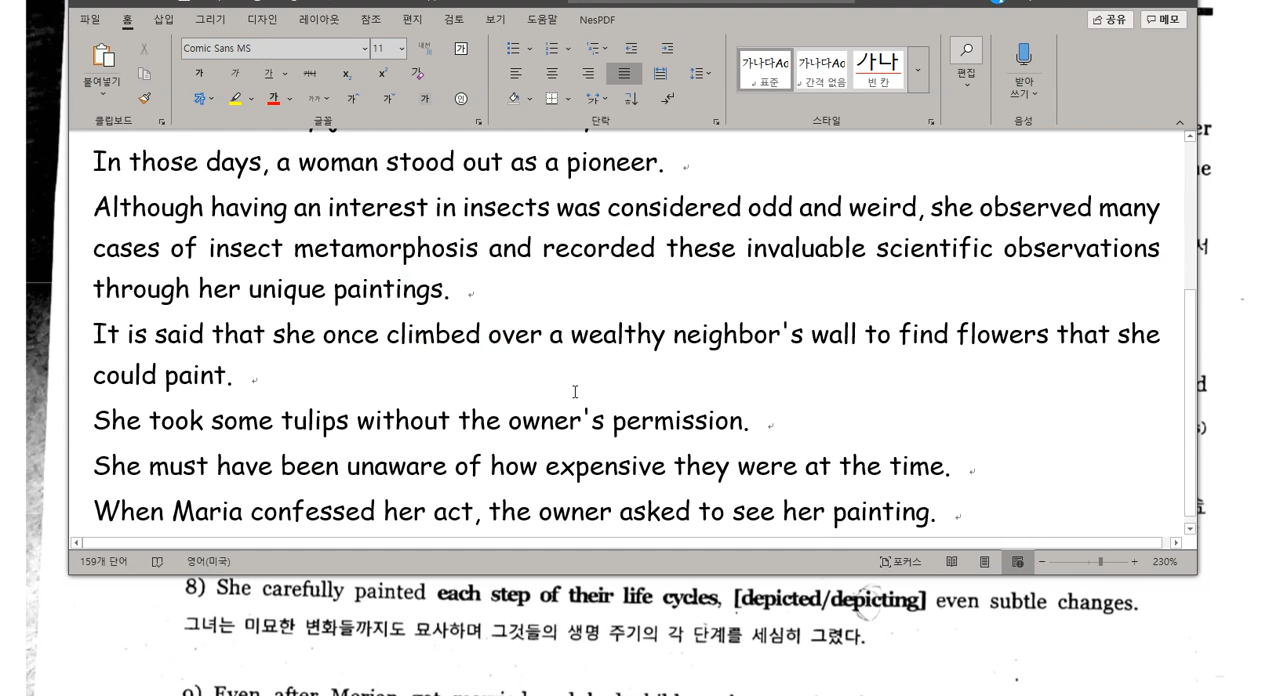 파일 홈 삽입 그리기 디자인 레이아웃 참조 편지 검토 보기 도움말 NesPDF 공유 메모
붙여넣기 Comic Sans MS 11 가나다Ac 표준 가나다Ac 간격 없음 가나 빈 칸 편집 받아쓰기
클립보드 글꼴 단락 스타일 음성
In those days, a woman stood out as a pioneer.
Although having an interest in insects was considered odd and weird, she observed many
cases of insect metamorphosis and recorded these invaluable scientific observations
through her unique paintings.
It is said that she once climbed over a wealthy neighbor's wall to find flowers that she
could paint.
She took some tulips without the owner's permission.
She must have been unaware of how expensive they were at the time.
When Maria confessed her act, the owner asked to see her painting.
159개 단어 영어(미국) 포커스 230%
8) She carefully painted each step of their life cycles, [depicted/depicting] even subtle changes.
그녀는 미묘한 변화들까지도 묘사하며 그것들의 생명 주기의 각 단계를 세심히 그렸다.